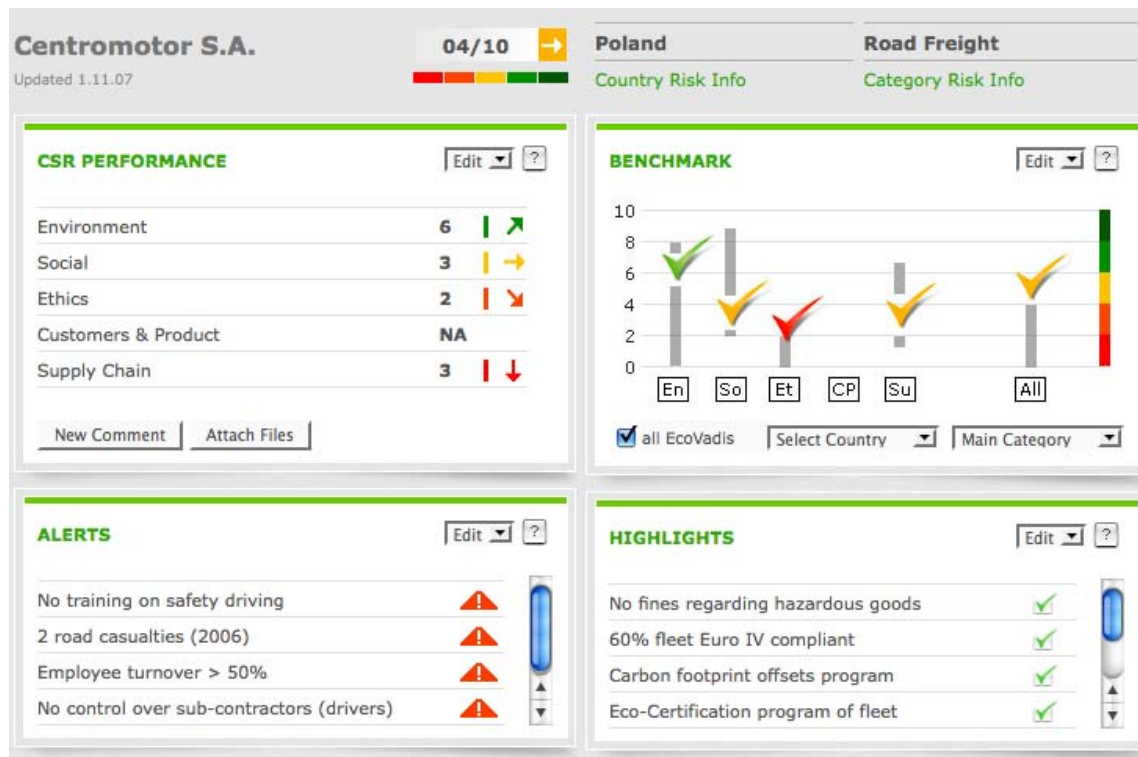 Centromotor S.A.
Updated 1.11.07
04/10
Poland
Country Risk Info
Road Freight
Category Risk Info
CSR PERFORMANCE
Edit ?
Environment 6
Social 3
Ethics 2
Customers & Product NA
Supply Chain 3
New Comment Attach Files
BENCHMARK
Edit ?
10
8
6
4
2
0
En So Et CP Su All
all EcoVadis Select Country Main Category
ALERTS
Edit ?
No training on safety driving
2 road casualties (2006)
Employee turnover > 50%
No control over sub-contractors (drivers)
HIGHLIGHTS
Edit ?
No fines regarding hazardous goods
60% fleet Euro IV compliant
Carbon footprint offsets program
Eco-Certification program of fleet